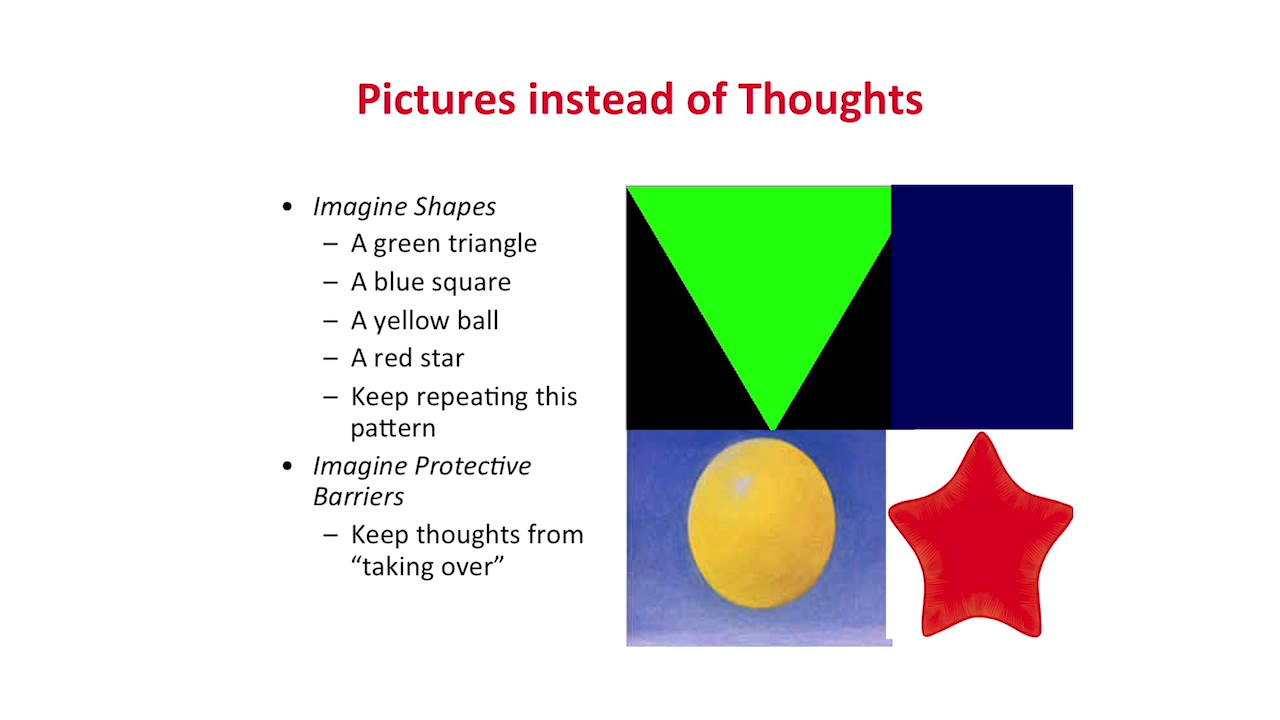 Pictures instead of Thoughts
• Imagine Shapes
– A green triangle
– A blue square
– A yellow ball
– A red star
– Keep repeating this
pattern
• Imagine Protective
Barriers
– Keep thoughts from
“taking over”